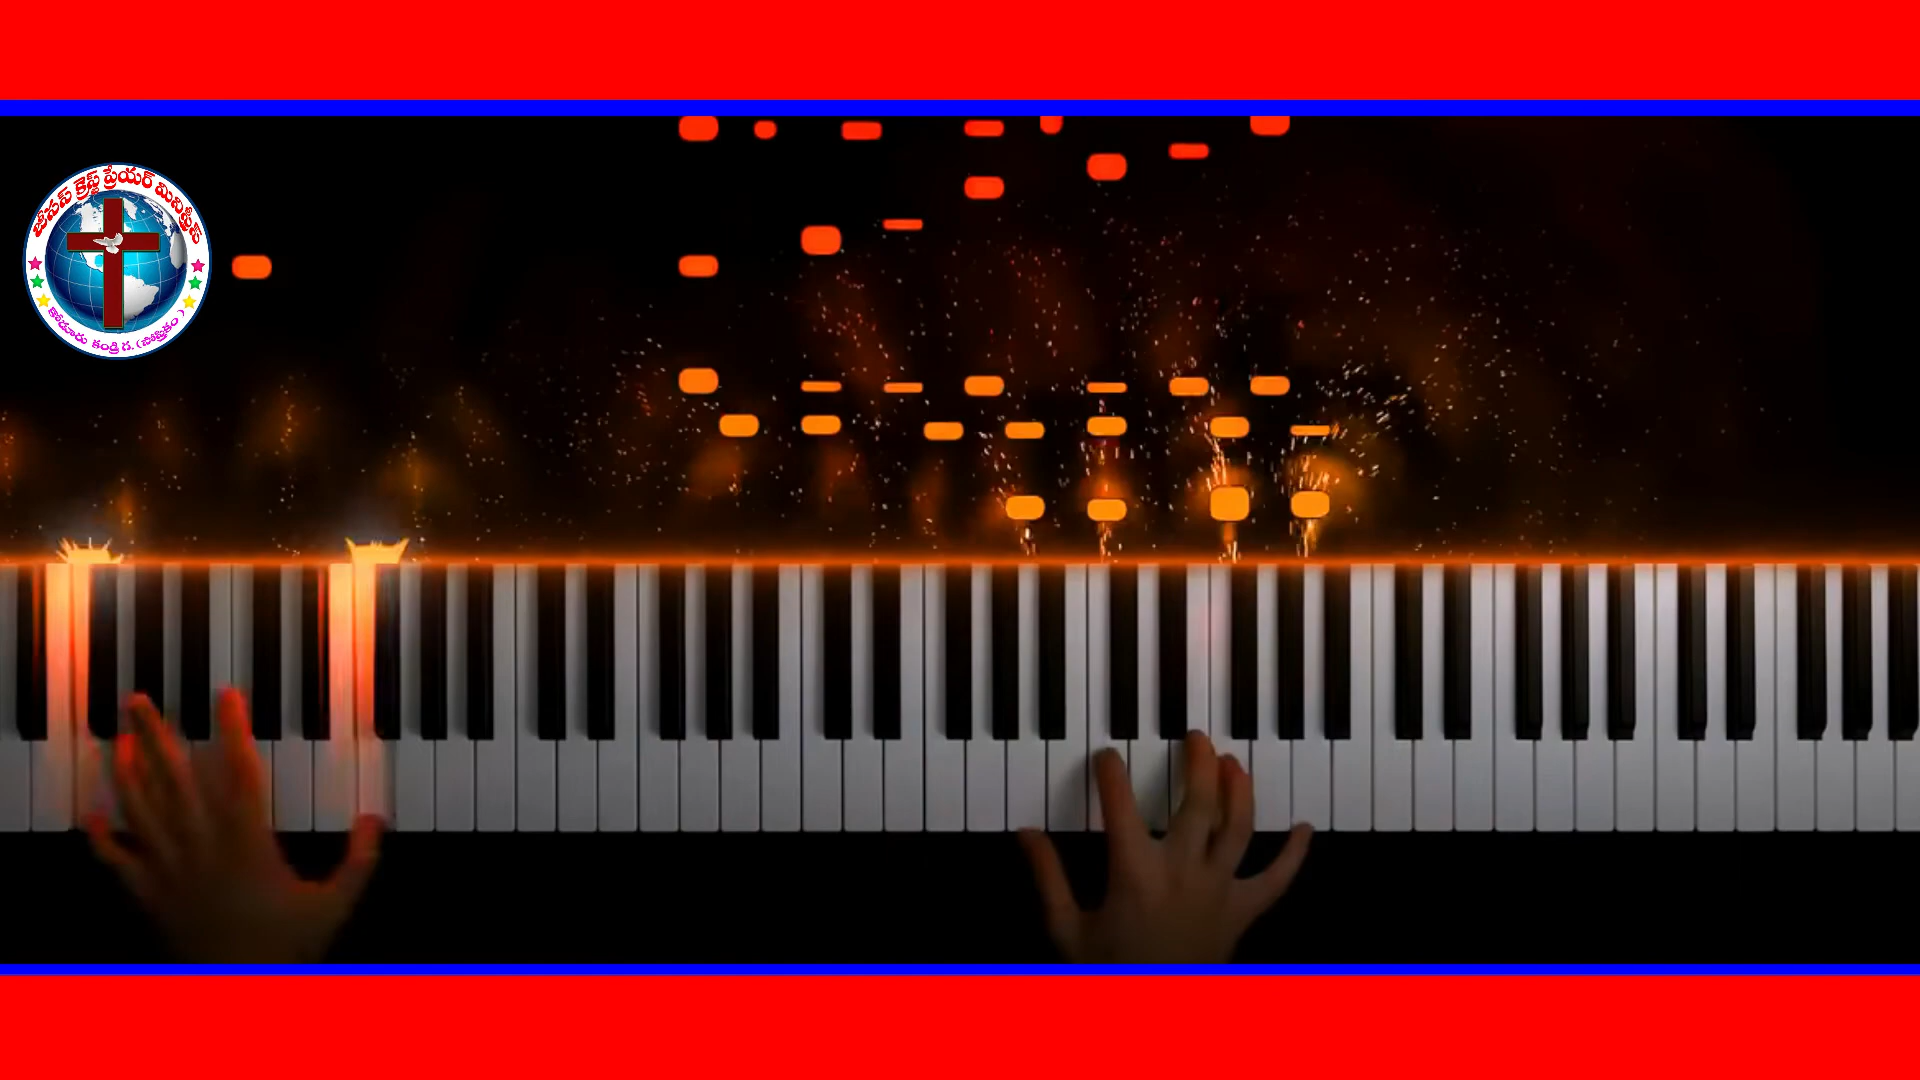 జీసస్ క్రైస్ట్ ప్రేయర్ మినిస్ట్రీస్
కోడూరు కండ్రిగ. (పోస్ట్రికం)